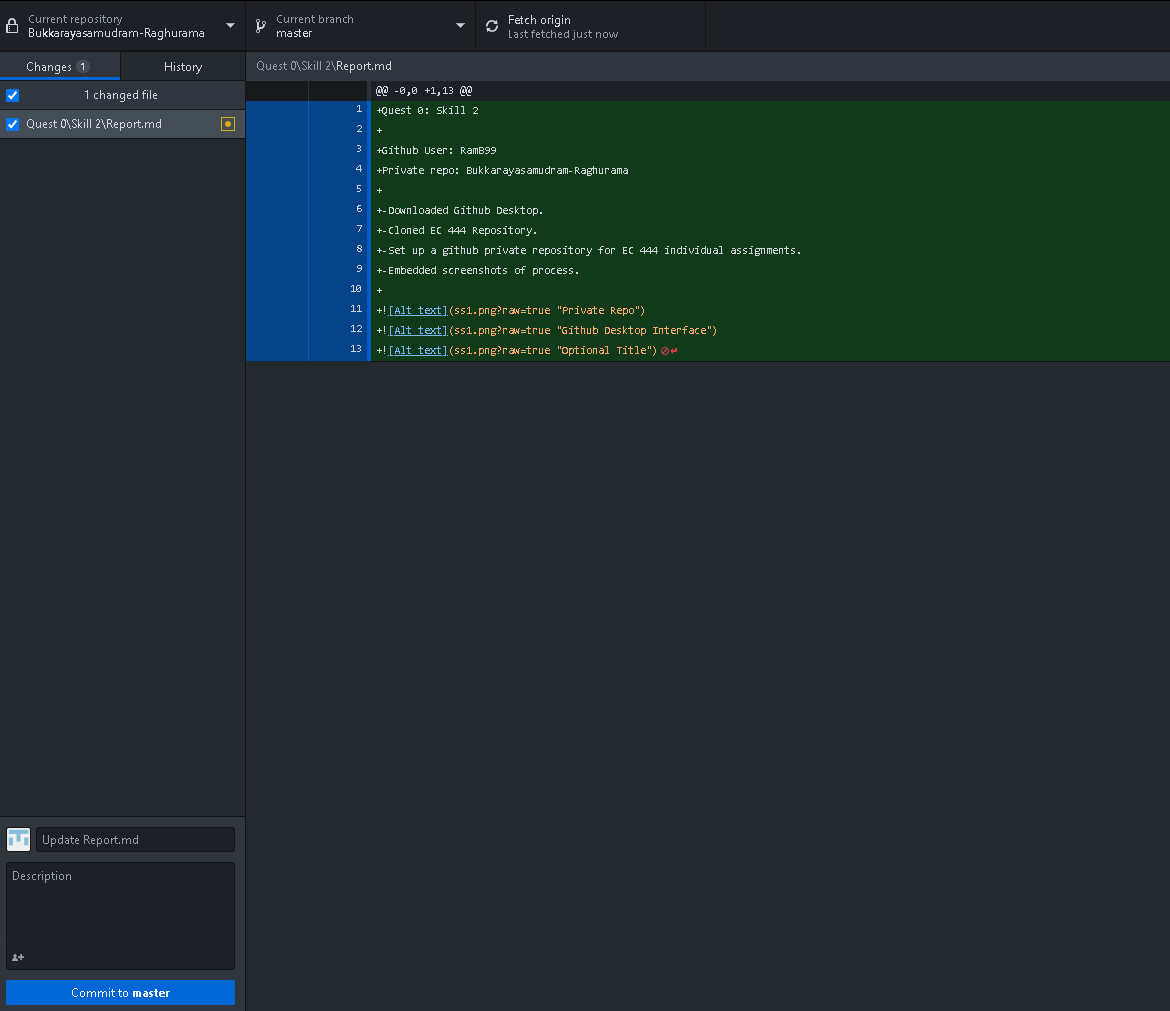 Current repository
Bukkarayasamudram-Raghurama
Current branch
master
Fetch origin
Last fetched just now
Changes 1
History
1 changed file
Quest 0\Skill 2\Report.md
Quest 0\Skill 2\Report.md
@@ -0,0 +1,13 @@
1 +Quest 0: Skill 2
2 +
3 +Github User: RamB99
4 +Private repo: Bukkarayasamudram-Raghurama
5 +
6 +-Downloaded Github Desktop.
7 +-Cloned EC 444 Repository.
8 +-Set up a github private repository for EC 444 individual assignments.
9 +-Embedded screenshots of process.
10 +
11 +![Alt text](ss1.png?raw=true "Private Repo")
12 +![Alt text](ss1.png?raw=true "Github Desktop Interface")
13 +![Alt text](ss1.png?raw=true "Optional Title")
Update Report.md
Description
Commit to master